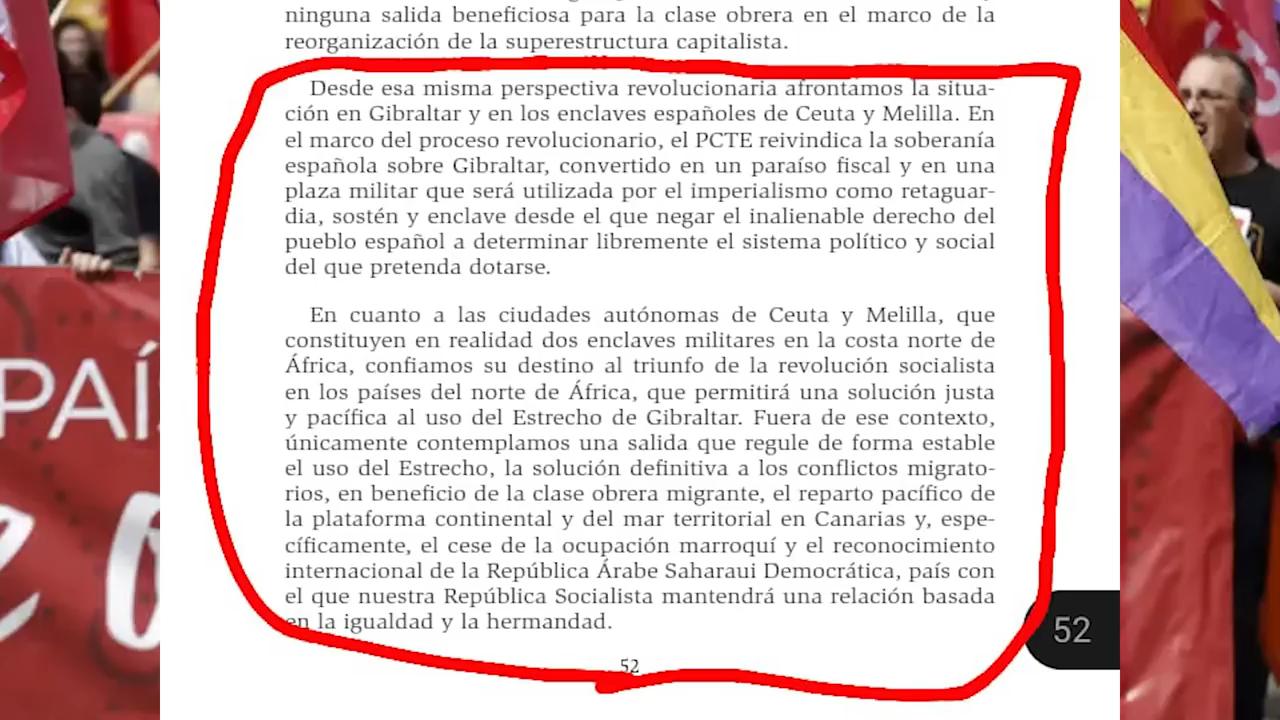 ninguna salida beneficiosa para la clase obrera en el marco de la
reorganización de la superestructura capitalista.
Desde esa misma perspectiva revolucionaria afrontamos la situa-
ción en Gibraltar y en los enclaves españoles de Ceuta y Melilla. En
el marco del proceso revolucionario, el PCTE reivindica la soberanía
española sobre Gibraltar, convertido en un paraíso fiscal y en una
plaza militar que será utilizada por el imperialismo como retaguar-
dia, sostén y enclave desde el que negar el inalienable derecho del
pueblo español a determinar libremente el sistema político y social
del que pretenda dotarse.
En cuanto a las ciudades autónomas de Ceuta y Melilla, que
constituyen en realidad dos enclaves militares en la costa norte de
África, confiamos su destino al triunfo de la revolución socialista
en los países del norte de África, que permitirá una solución justa
y pacífica al uso del Estrecho de Gibraltar. Fuera de ese contexto,
únicamente contemplamos una salida que regule de forma estable
el uso del Estrecho, la solución definitiva a los conflictos migrato-
rios, en beneficio de la clase obrera migrante, el reparto pacífico de
la plataforma continental y del mar territorial en Canarias y, espe-
cíficamente, el cese de la ocupación marroquí y el reconocimiento
internacional de la República Árabe Saharaui Democrática, país con
el que nuestra República Socialista mantendrá una relación basada
en la igualdad y la hermandad.
52
52
PAÍ